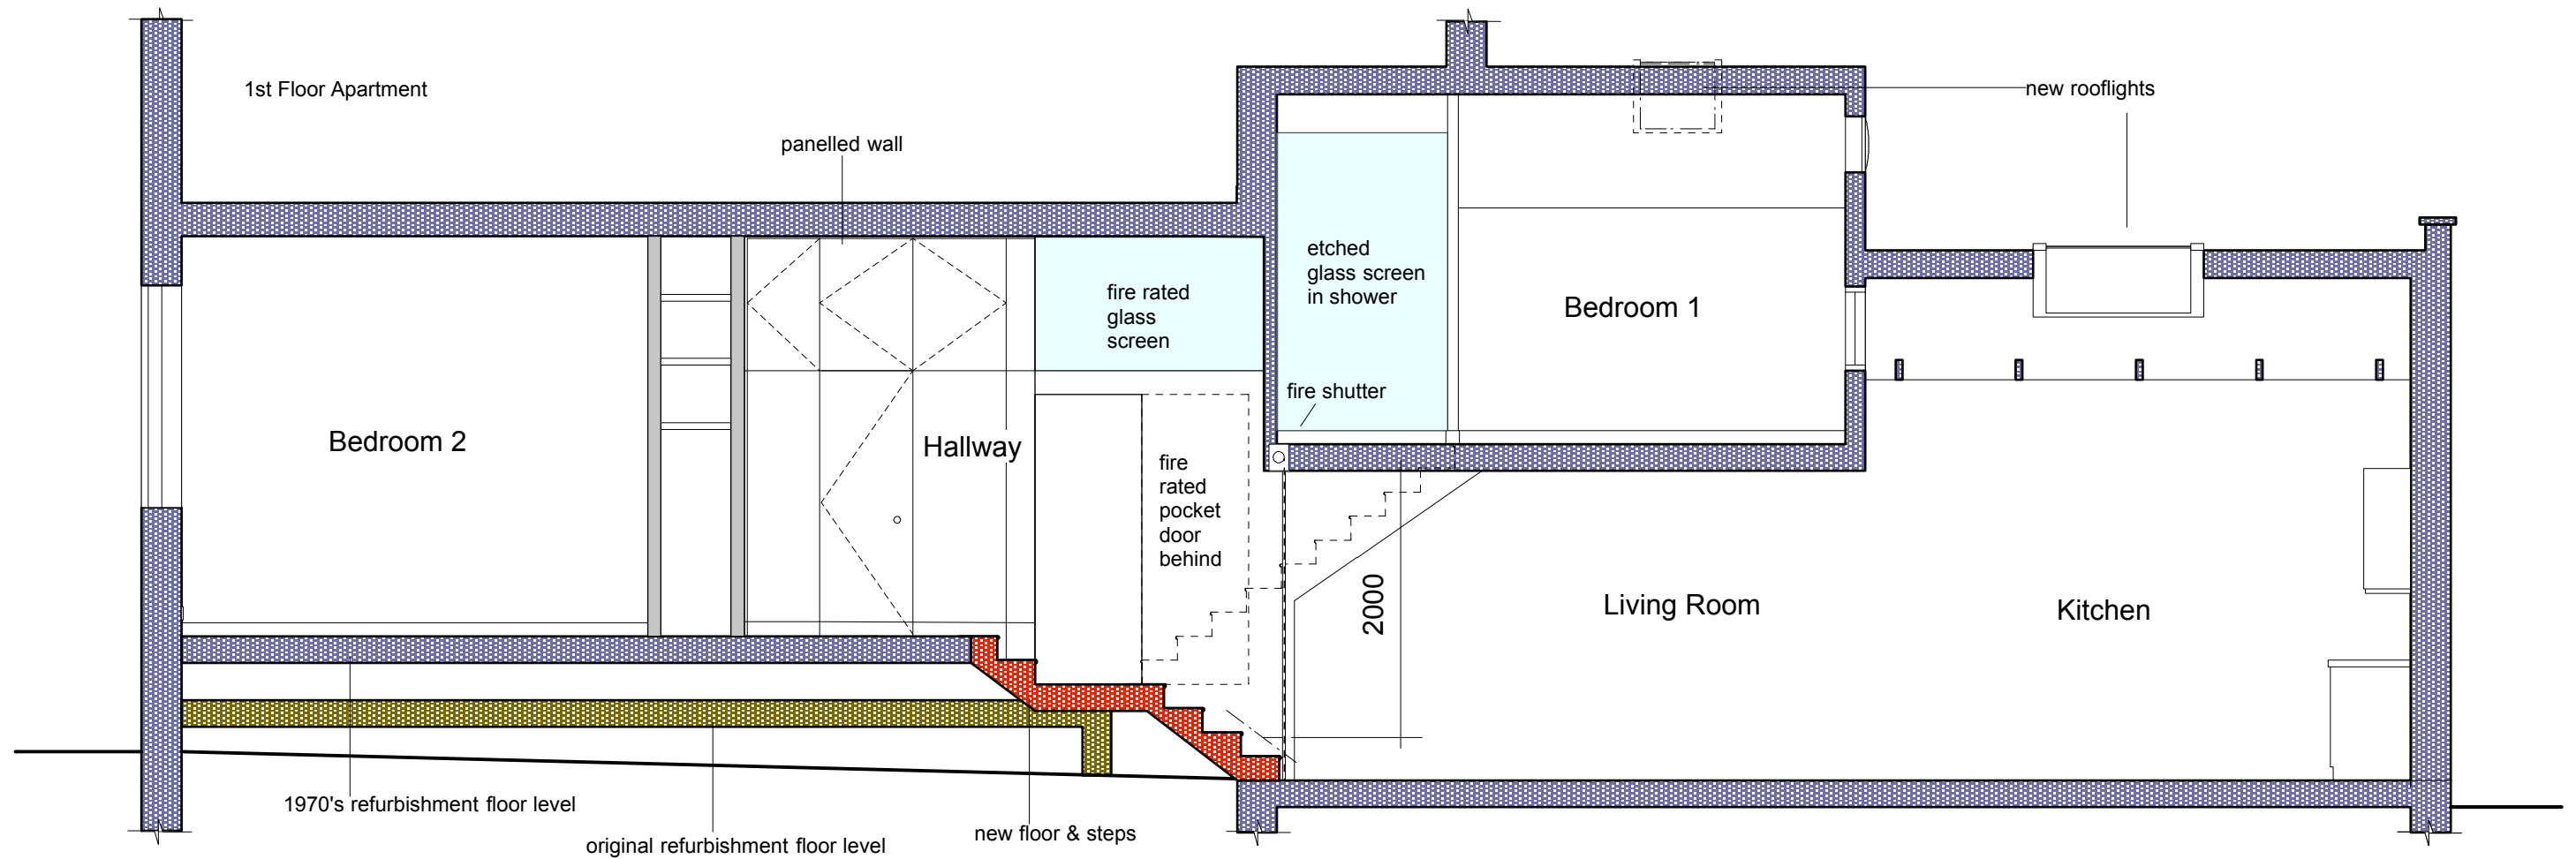 1st Floor Apartment
panelled wall
new rooflights
fire rated
glass
screen
etched
glass screen
in shower
Bedroom 1
fire shutter
Bedroom 2
Hallway
fire
rated
pocket
door
behind
2000
Living Room
Kitchen
1970's refurbishment floor level
original refurbishment floor level
new floor & steps